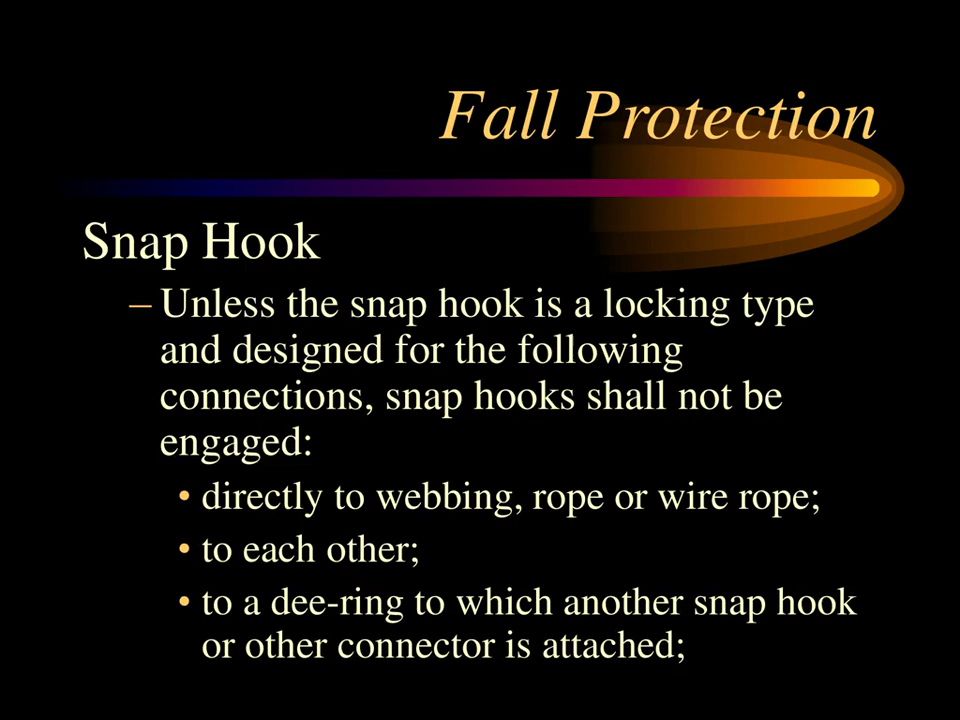 Fall Protection
Snap Hook
– Unless the snap hook is a locking type
and designed for the following
connections, snap hooks shall not be
engaged:
• directly to webbing, rope or wire rope;
• to each other;
• to a dee-ring to which another snap hook
or other connector is attached;